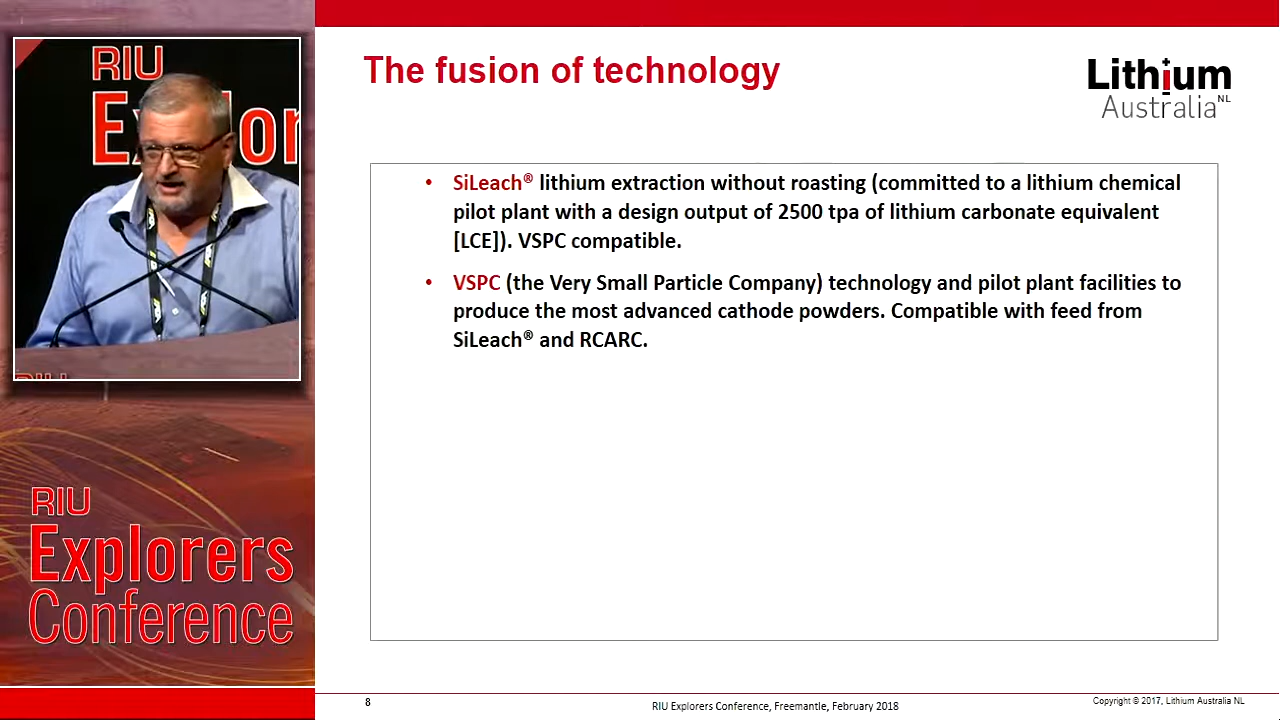 RIU
Explor
RIU
RIU
Explorers
Conference
The fusion of technology
Lithium
Australia NL
• SiLeach® lithium extraction without roasting (committed to a lithium chemical
pilot plant with a design output of 2500 tpa of lithium carbonate equivalent
[LCE]). VSPC compatible.
• VSPC (the Very Small Particle Company) technology and pilot plant facilities to
produce the most advanced cathode powders. Compatible with feed from
SiLeach® and RCARC.
8
RIU Explorers Conference, Freemantle, February 2018
Copyright © 2017, Lithium Australia NL